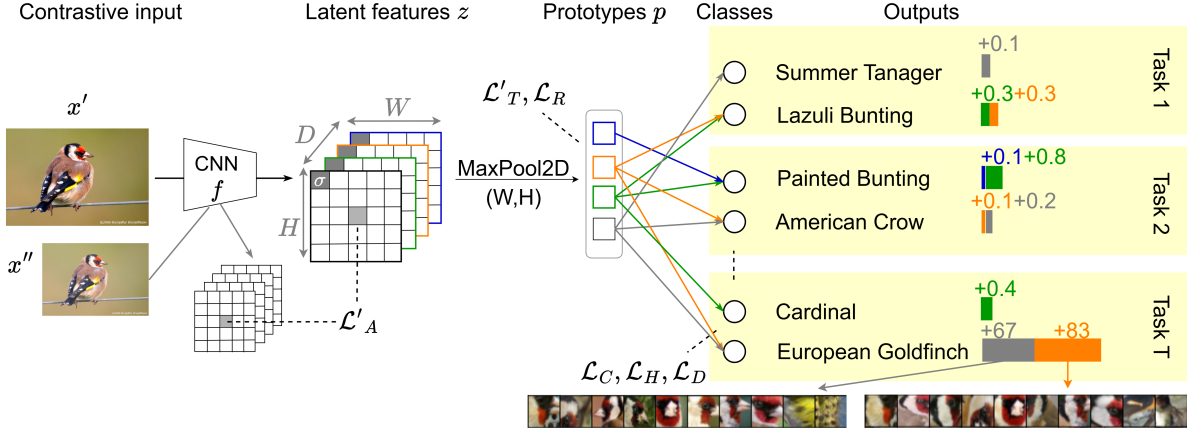 Contrastive input
Latent features z
Prototypes p
Classes
Outputs
x′
CNN
f
x″
D
W
H
σ
𝓛′A
MaxPool2D
(W,H)
𝓛′T, 𝓛R
𝓛C, 𝓛H, 𝓛D
Summer Tanager
+0.1
Lazuli Bunting
+0.3+0.3
Task 1
Painted Bunting
+0.1+0.8
American Crow
+0.1+0.2
Task 2
Cardinal
+0.4
European Goldfinch
+67
+83
Task T